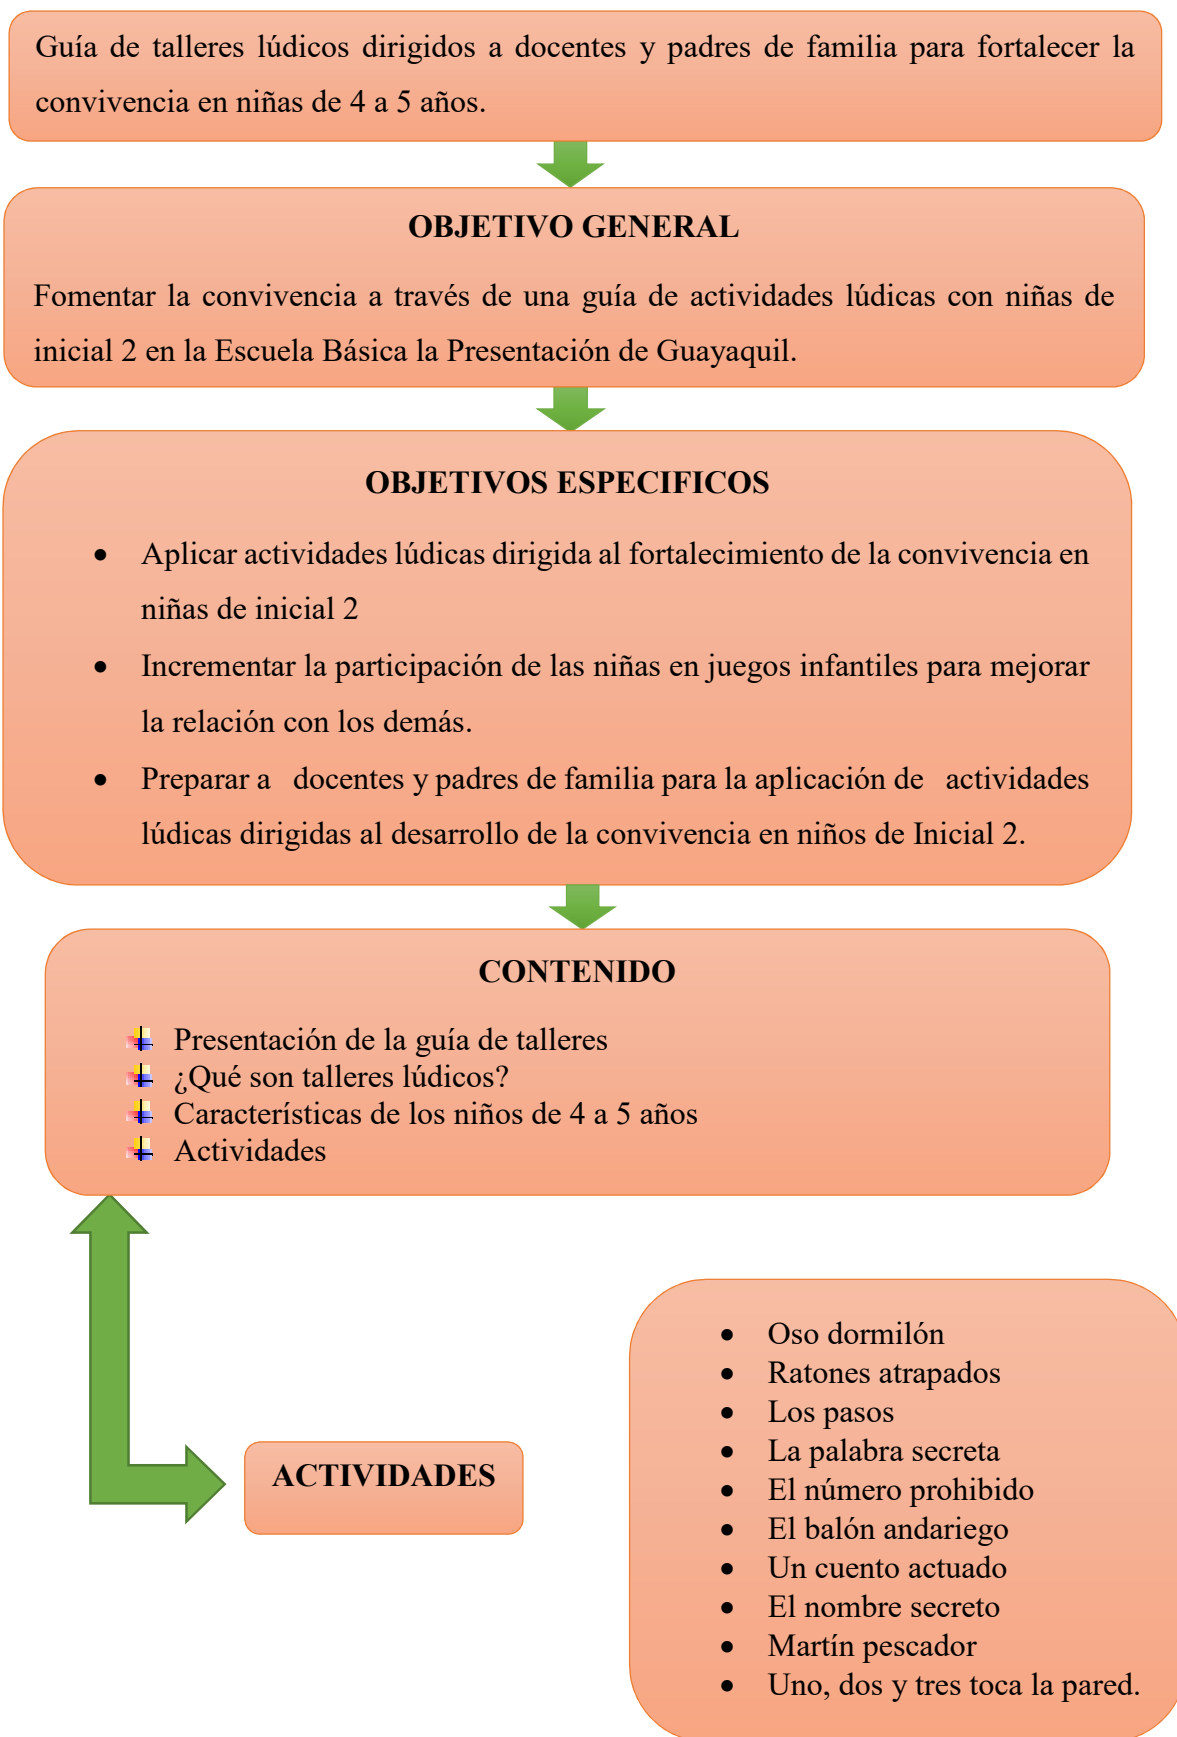 Guía de talleres lúdicos dirigidos a docentes y padres de familia para fortalecer la
convivencia en niñas de 4 a 5 años.
OBJETIVO GENERAL
Fomentar la convivencia a través de una guía de actividades lúdicas con niñas de
inicial 2 en la Escuela Básica la Presentación de Guayaquil.
OBJETIVOS ESPECIFICOS
• Aplicar actividades lúdicas dirigida al fortalecimiento de la convivencia en
niñas de inicial 2
• Incrementar la participación de las niñas en juegos infantiles para mejorar
la relación con los demás.
• Preparar a docentes y padres de familia para la aplicación de actividades
lúdicas dirigidas al desarrollo de la convivencia en niños de Inicial 2.
CONTENIDO
Presentación de la guía de talleres
¿Qué son talleres lúdicos?
Características de los niños de 4 a 5 años
Actividades
ACTIVIDADES
• Oso dormilón
• Ratones atrapados
• Los pasos
• La palabra secreta
• El número prohibido
• El balón andariego
• Un cuento actuado
• El nombre secreto
• Martín pescador
• Uno, dos y tres toca la pared.